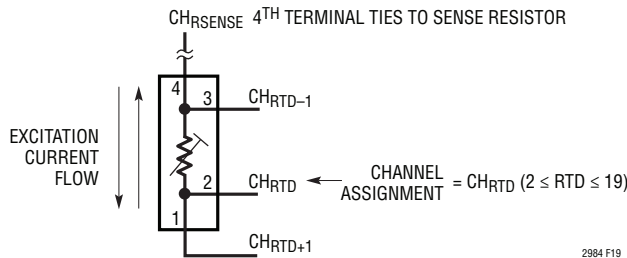 CHRSENSE 4TH TERMINAL TIES TO SENSE RESISTOR
4
3
CHRTD–1
EXCITATION
CURRENT
FLOW
2
CHRTD
CHANNEL
ASSIGNMENT = CHRTD (2 ≤ RTD ≤ 19)
1
CHRTD+1
2984 F19